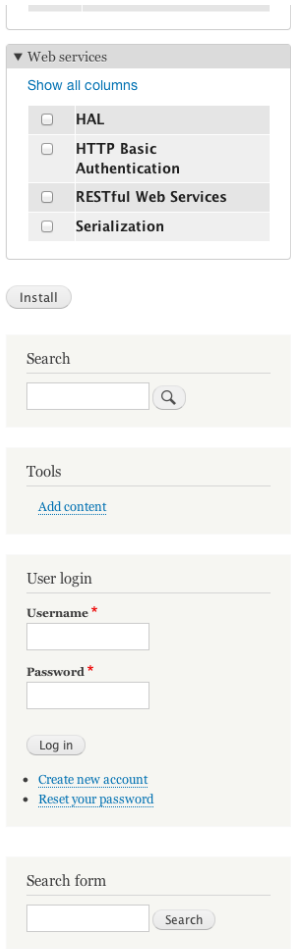 Web services
Show all columns
HAL
HTTP Basic
Authentication
RESTful Web Services
Serialization
Install
Search
Tools
Add content
User login
Username *
Password *
Log in
Create new account
Reset your password
Search form
Search